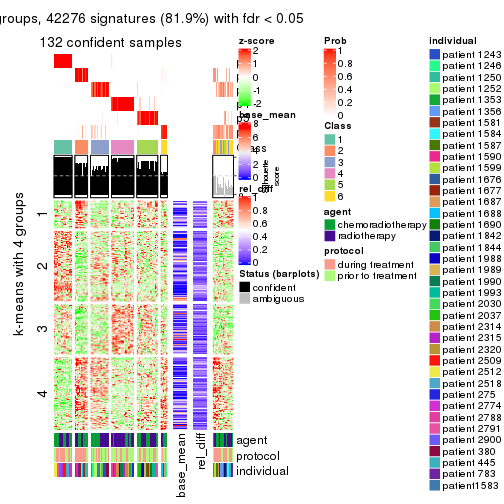 groups, 42276 signatures (81.9%) with fdr < 0.05
132 confident samples
k-means with 4 groups
1
2
3
4
z-score
2
1
0
-1
-2
base_mean
8
6
4
2
0
rel_diff
1
0.5
0
Status (barplots)
confident
ambiguous
Prob
1
0.8
0.6
0.4
0.2
0
Class
1
2
3
4
5
6
agent
chemoradiotherapy
radiotherapy
protocol
during treatment
prior to treatment
individual
patient 1243
patient 1246
patient 1250
patient 1252
patient 1353
patient 1356
patient 1581
patient 1584
patient 1587
patient 1590
patient 1599
patient 1676
patient 1677
patient 1687
patient 1688
patient 1690
patient 1842
patient 1844
patient 1988
patient 1989
patient 1990
patient 1993
patient 2030
patient 2037
patient 2314
patient 2315
patient 2320
patient 2509
patient 2512
patient 2518
patient 275
patient 2774
patient 2788
patient 2791
patient 2900
patient 380
patient 445
patient 783
patient1583
agent
protocol
individual
base_mean
rel_diff
score